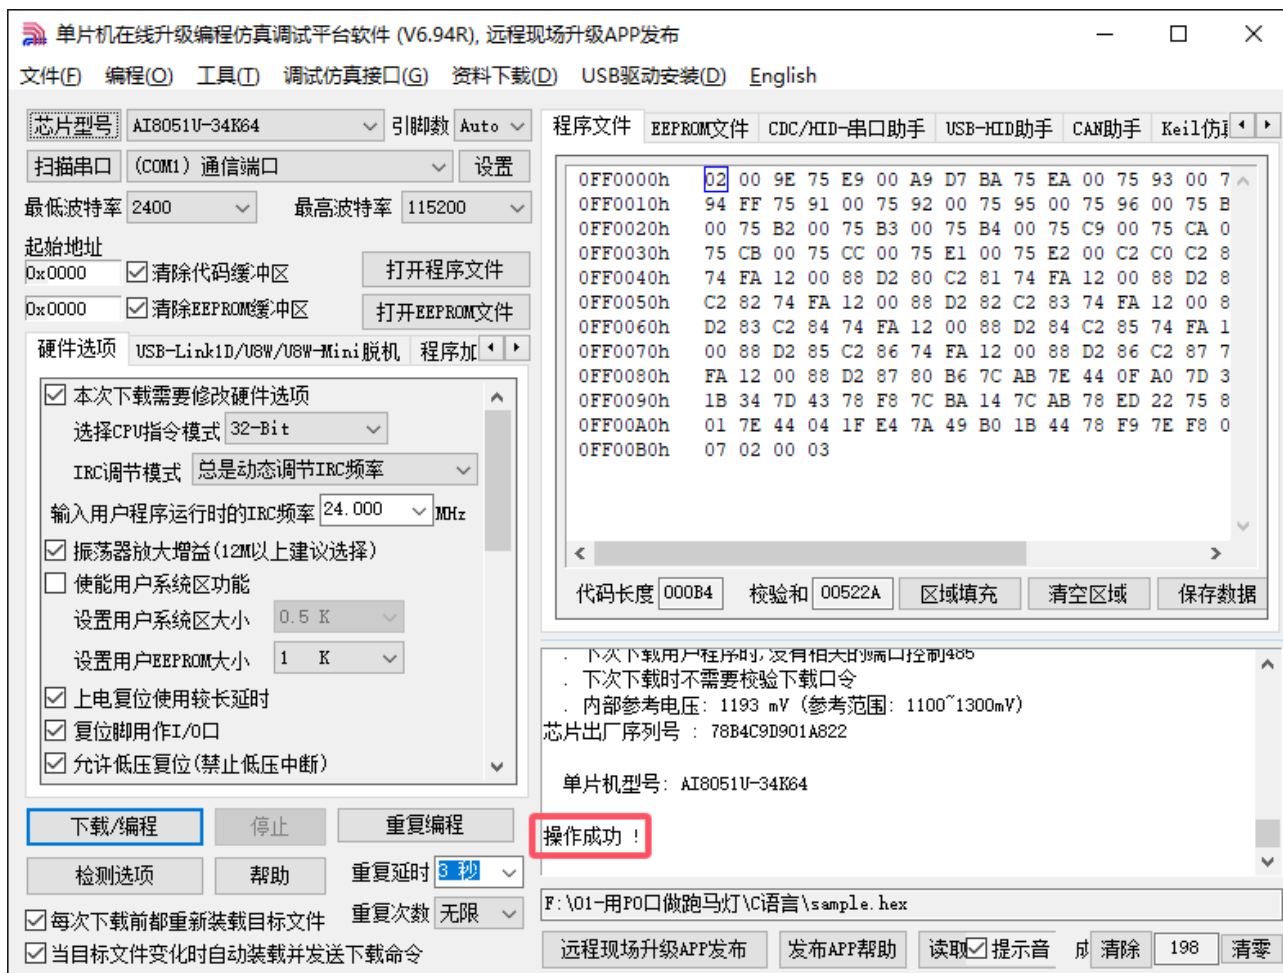 单片机在线升级编程仿真调试平台软件 (V6.94R), 远程现场升级APP发布
文件(F) 编程(O) 工具(T) 调试仿真接口(G) 资料下载(D) USB驱动安装(D) English
芯片型号 AI8051U-34K64 引脚数 Auto
扫描串口 (COM1) 通信端口 设置
最低波特率 2400 最高波特率 115200
起始地址
0x0000 清除代码缓冲区 打开程序文件
0x0000 清除EEPROM缓冲区 打开EEPROM文件
硬件选项 USB-Link1D/U8W/U8W-Mini脱机 程序加
本次下载需要修改硬件选项
选择CPU指令模式 32-Bit
IRC调节模式 总是动态调节IRC频率
输入用户程序运行时的IRC频率 24.000 MHz
振荡器放大增益(12M以上建议选择)
使能用户系统区功能
设置用户系统区大小 0.5 K
设置用户EEPROM大小 1 K
上电复位使用较长延时
复位脚用作I/O口
允许低压复位(禁止低压中断)
下载/编程 停止 重复编程
检测选项 帮助 重复延时 3 秒
每次下载前都重新装载目标文件 重复次数 无限
当目标文件变化时自动装载并发送下载命令
程序文件 EEPROM文件 CDC/HID-串口助手 USB-HID助手 CAN助手 Keil仿真
0FF0000h 02 00 9E 75 E9 00 A9 D7 BA 75 EA 00 75 93 00 7
0FF0010h 94 FF 75 91 00 75 92 00 75 95 00 75 96 00 75 B
0FF0020h 00 75 B2 00 75 B3 00 75 B4 00 75 C9 00 75 CA 0
0FF0030h 75 CB 00 75 CC 00 75 E1 00 75 E2 00 C2 C0 C2 8
0FF0040h 74 FA 12 00 88 D2 80 C2 81 74 FA 12 00 88 D2 8
0FF0050h C2 82 74 FA 12 00 88 D2 82 C2 83 74 FA 12 00 8
0FF0060h D2 83 C2 84 74 FA 12 00 88 D2 84 C2 85 74 FA 1
0FF0070h 00 88 D2 85 C2 86 74 FA 12 00 88 D2 86 C2 87 7
0FF0080h FA 12 00 88 D2 87 80 B6 7C AB 7E 44 0F A0 7D 3
0FF0090h 1B 34 7D 43 78 F8 7C BA 14 7C AB 78 ED 22 75 8
0FF00A0h 01 7E 44 04 1F E4 7A 49 B0 1B 44 78 F9 7E F8 0
0FF00B0h 07 02 00 03
代码长度 000B4 校验和 00522A 区域填充 清空区域 保存数据
. 下次下载用户程序时,没有相关的端口控制485
. 下次下载时不需要校验下载口令
. 内部参考电压: 1193 mV (参考范围: 1100~1300mV)
芯片出厂序列号 : 78B4C9D901A822
单片机型号: AI8051U-34K64
操作成功 !
F:\01-用P0口做跑马灯\C语言\sample.hex
远程现场升级APP发布 发布APP帮助 读取 提示音 成 清除 198 清零